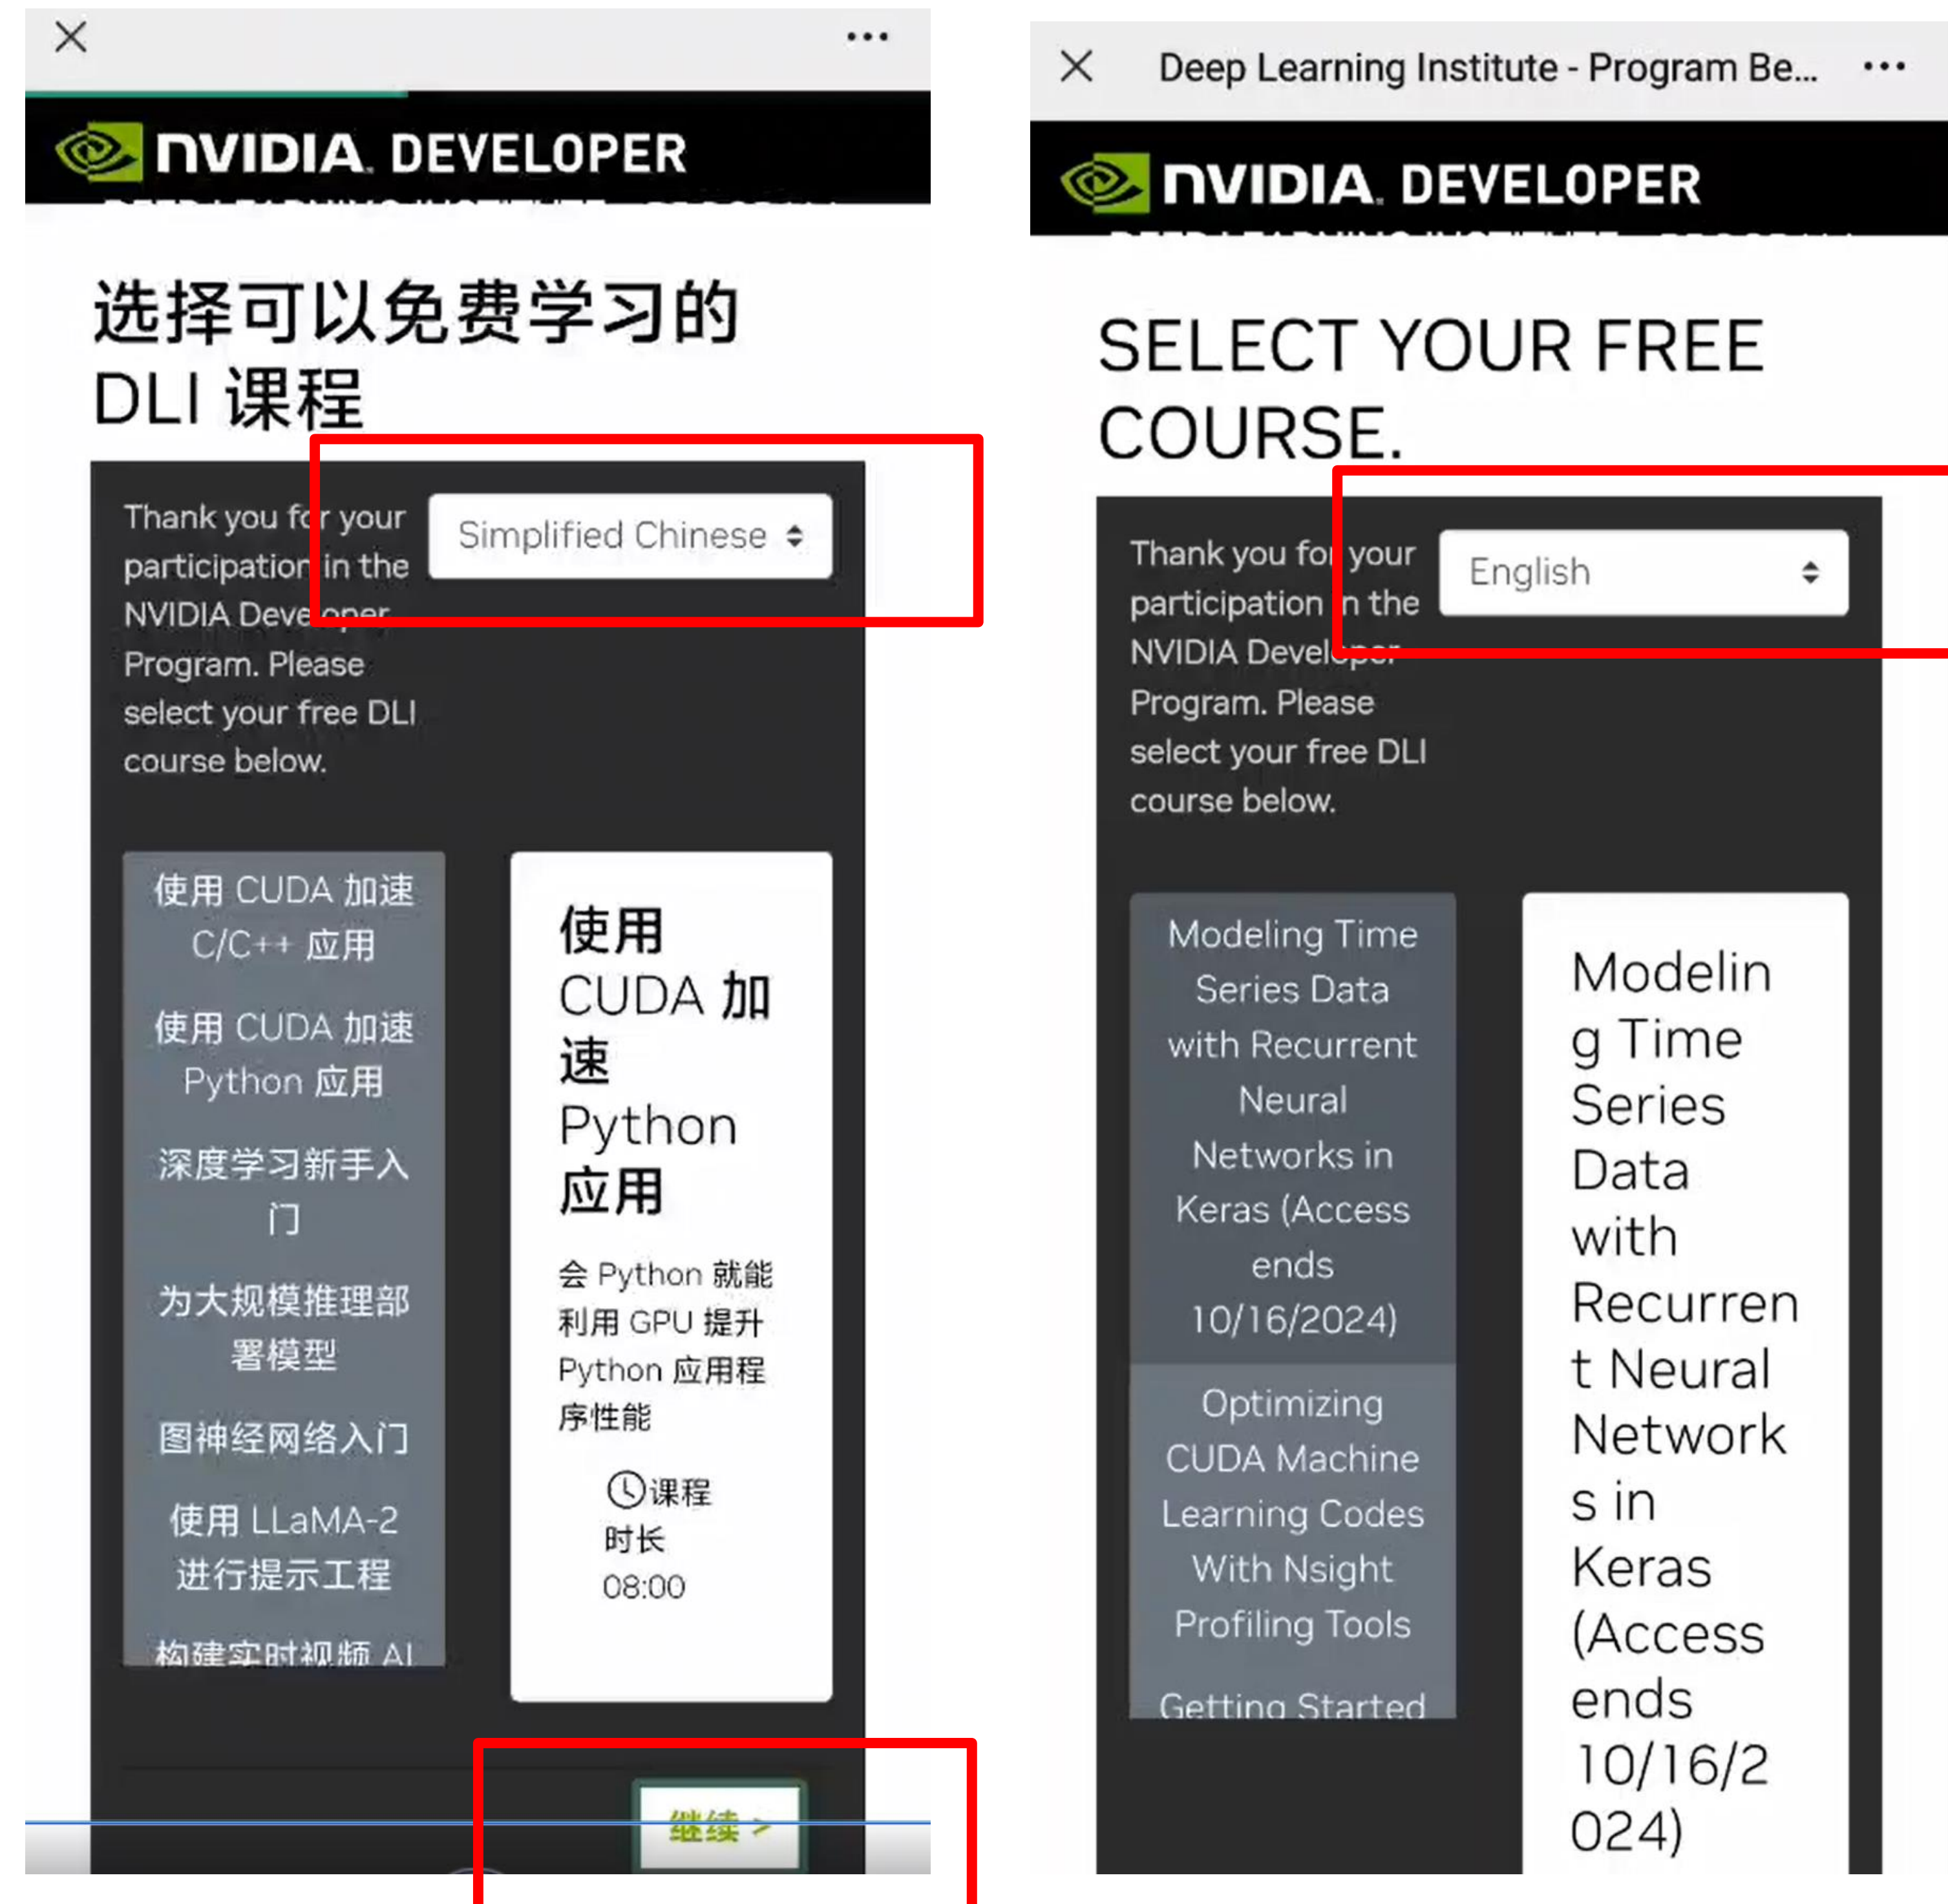 NVIDIA. DEVELOPER
选择可以免费学习的
DLI 课程
Thank you for your
participation in the
NVIDIA Developer
Program. Please
select your free DLI
course below.
Simplified Chinese
使用 CUDA 加速
C/C++ 应用
使用 CUDA 加速
Python 应用
深度学习新手入
门
为大规模推理部
署模型
图神经网络入门
使用 LLaMA-2
进行提示工程
构建实时视频 AI
使用
CUDA 加
速
Python
应用
会 Python 就能
利用 GPU 提升
Python 应用程
序性能
课程
时长
08:00
继续 >
Deep Learning Institute - Program Be...
NVIDIA. DEVELOPER
SELECT YOUR FREE
COURSE.
Thank you for your
participation in the
NVIDIA Developer
Program. Please
select your free DLI
course below.
English
Modeling Time
Series Data
with Recurrent
Neural
Networks in
Keras (Access
ends
10/16/2024)
Optimizing
CUDA Machine
Learning Codes
With Nsight
Profiling Tools
Getting Started
Modelin
g Time
Series
Data
with
Recurren
t Neural
Network
s in
Keras
(Access
ends
10/16/2
024)